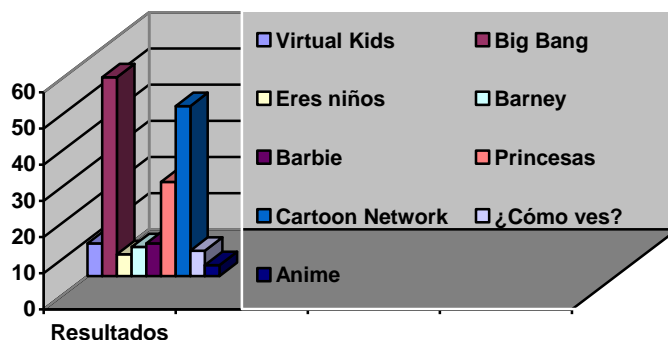 Virtual Kids
Big Bang
Eres niños
Barney
Barbie
Princesas
Cartoon Network
¿Cómo ves?
Anime
60
50
40
30
20
10
0
Resultados